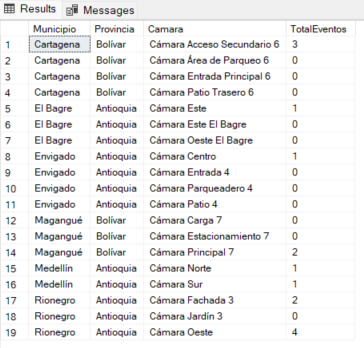 Results Messages
Municipio Provincia Camara TotalEventos
1 Cartagena Bolívar Cámara Acceso Secundario 6 3
2 Cartagena Bolívar Cámara Área de Parqueo 6 0
3 Cartagena Bolívar Cámara Entrada Principal 6 0
4 Cartagena Bolívar Cámara Patio Trasero 6 0
5 El Bagre Antioquia Cámara Este 1
6 El Bagre Antioquia Cámara Este El Bagre 0
7 El Bagre Antioquia Cámara Oeste El Bagre 0
8 Envigado Antioquia Cámara Centro 1
9 Envigado Antioquia Cámara Entrada 4 0
10 Envigado Antioquia Cámara Parqueadero 4 0
11 Envigado Antioquia Cámara Patio 4 0
12 Magangué Bolívar Cámara Carga 7 0
13 Magangué Bolívar Cámara Estacionamiento 7 0
14 Magangué Bolívar Cámara Principal 7 2
15 Medellín Antioquia Cámara Norte 1
16 Medellín Antioquia Cámara Sur 1
17 Rionegro Antioquia Cámara Fachada 3 2
18 Rionegro Antioquia Cámara Jardín 3 0
19 Rionegro Antioquia Cámara Oeste 4